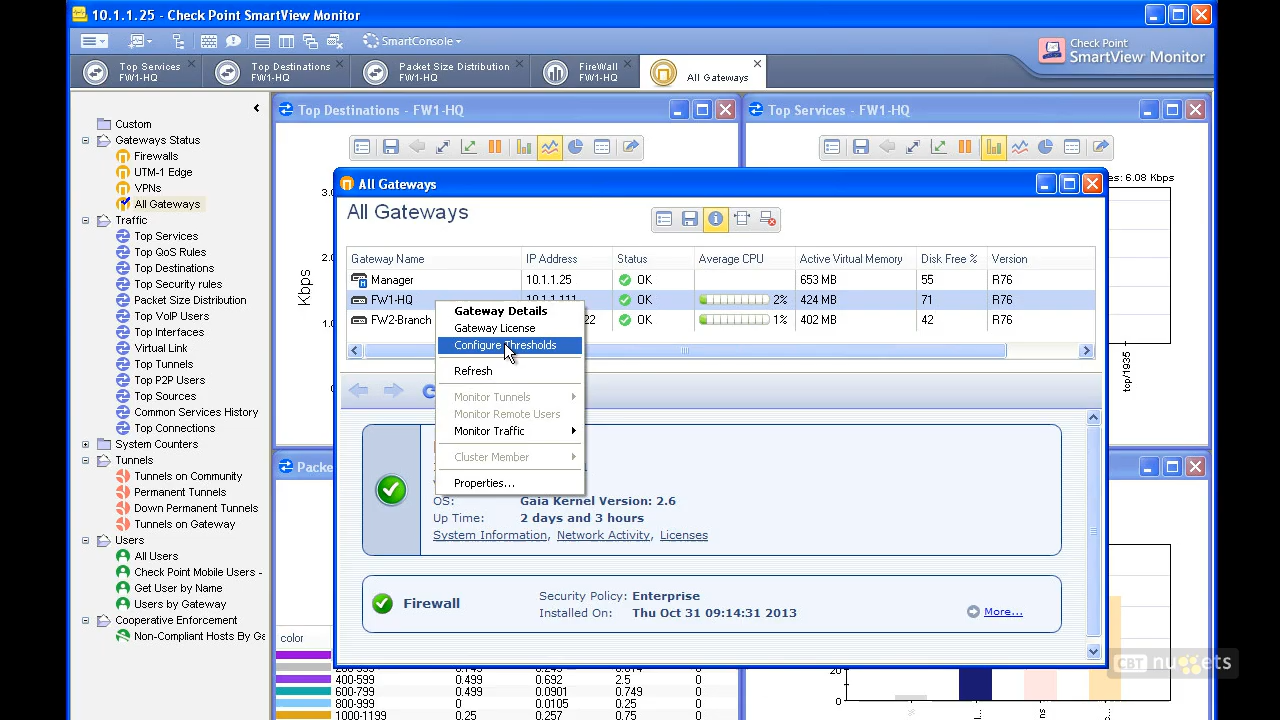 10.1.1.25 - Check Point SmartView Monitor
SmartConsole
Check Point
SmartView Monitor
Top Services
FW1-HQ
Top Destinations
FW1-HQ
Packet Size Distribution
FW1-HQ
FireWall
FW1-HQ
All Gateways
Custom
Gateways Status
Firewalls
UTM-1 Edge
VPNs
All Gateways
Traffic
Top Services
Top QoS Rules
Top Destinations
Top Security rules
Packet Size Distribution
Top VoIP Users
Top Interfaces
Virtual Link
Top Tunnels
Top P2P Users
Top Sources
Common Services History
Top Connections
System Counters
Tunnels
Tunnels on Community
Permanent Tunnels
Down Permanent Tunnels
Tunnels on Gateway
Users
All Users
Check Point Mobile Users -
Get User by Name
Users by Gateway
Cooperative Enforcement
Non-Compliant Hosts By Ge
Top Destinations - FW1-HQ
Top Services - FW1-HQ
Kbps
es: 6.08 Kbps
top/1935
All Gateways
All Gateways
Gateway Name IP Address Status Average CPU Active Virtual Memory Disk Free % Version
Manager 10.1.1.25 OK 653 MB 55 R76
FW1-HQ 10.1.1.111 OK 2% 424 MB 71 R76
FW2-Branch 22 OK 1% 402 MB 42 R76
Gateway Details
Gateway License
Configure Thresholds
Refresh
Monitor Tunnels
Monitor Remote Users
Monitor Traffic
Cluster Member
Properties...
OS: Gaia Kernel Version: 2.6
Up Time: 2 days and 3 hours
System Information, Network Activity, Licenses
Firewall
Security Policy: Enterprise
Installed On: Thu Oct 31 09:14:31 2013
More...
Packe
color
400-599 0.499 0.632 2.5 0
600-799 0.499 0.0901 0.749 0
800-999 0 0 0 0
1000-1199 0.25 0.257 0.75 0
20
0
CBT nuggets